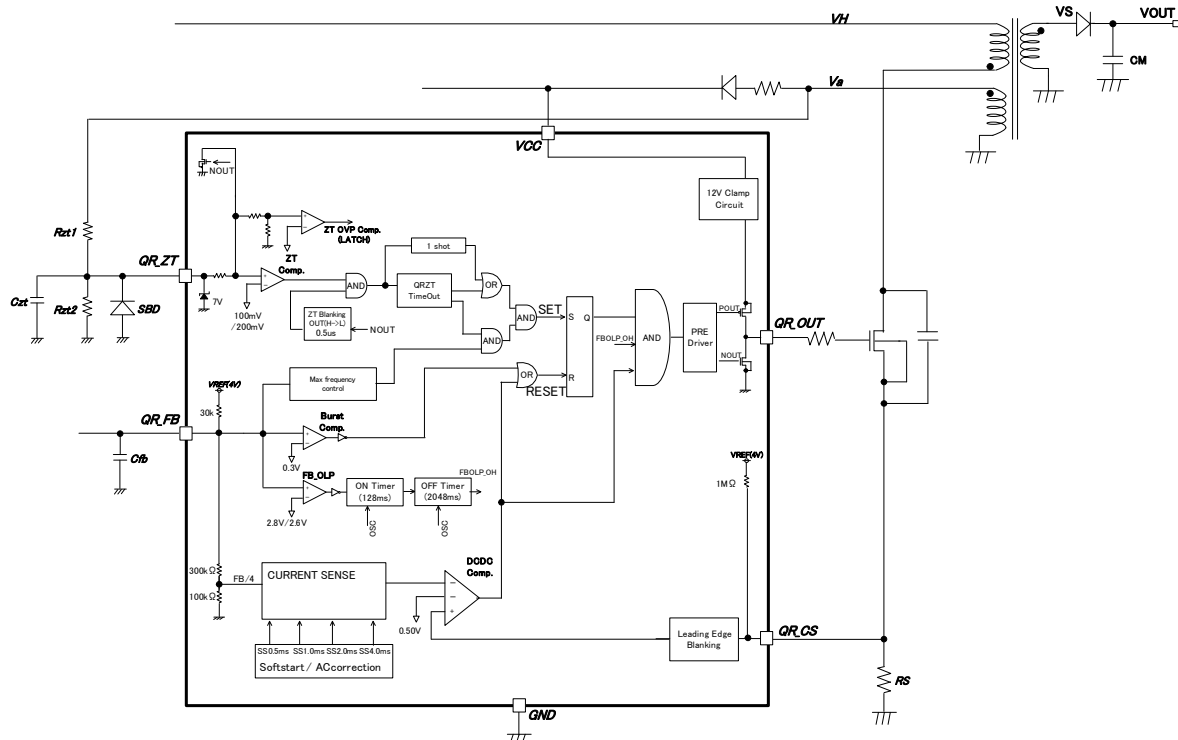 VH
VS
VOUT
CM
Va
VCC
NOUT
12V Clamp
Circuit
ZT OVP Comp.
(LATCH)
Rzt1
1 shot
QR_ZT
ZT
Comp.
AND
QRZT
TimeOut
OR
Czt
Rzt2
SBD
7V
100mV
/200mV
ZT Blanking
OUT(H->L)
0.5us
NOUT
AND
SET
S
Q
AND
PRE
Driver
POUT
NOUT
QR_OUT
FBOLP_OH
AND
VREF(4V)
30k
Max frequency
control
OR
R
RESET
QR_FB
Cfb
Burst
Comp.
0.3V
FB_OLP
2.8V/2.6V
ON Timer
(128ms)
OFF Timer
(2048ms)
FBOLP_OH
OSC
OSC
VREF(4V)
1MΩ
300kΩ
100kΩ
FB/4
CURRENT SENSE
DCDC
Comp.
0.50V
SS0.5ms
SS1.0ms
SS2.0ms
SS4.0ms
Softstart / ACcorrection
Leading Edge
Blanking
QR_CS
RS
GND